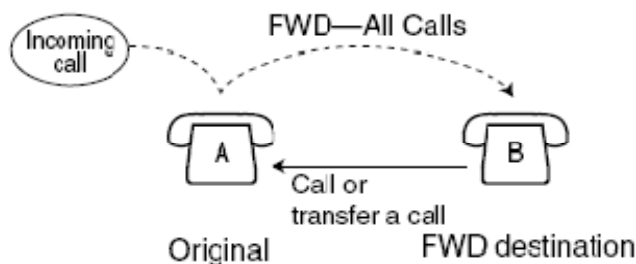 Incoming
call
FWD—All Calls
A
B
Call or
transfer a call
Original
FWD destination